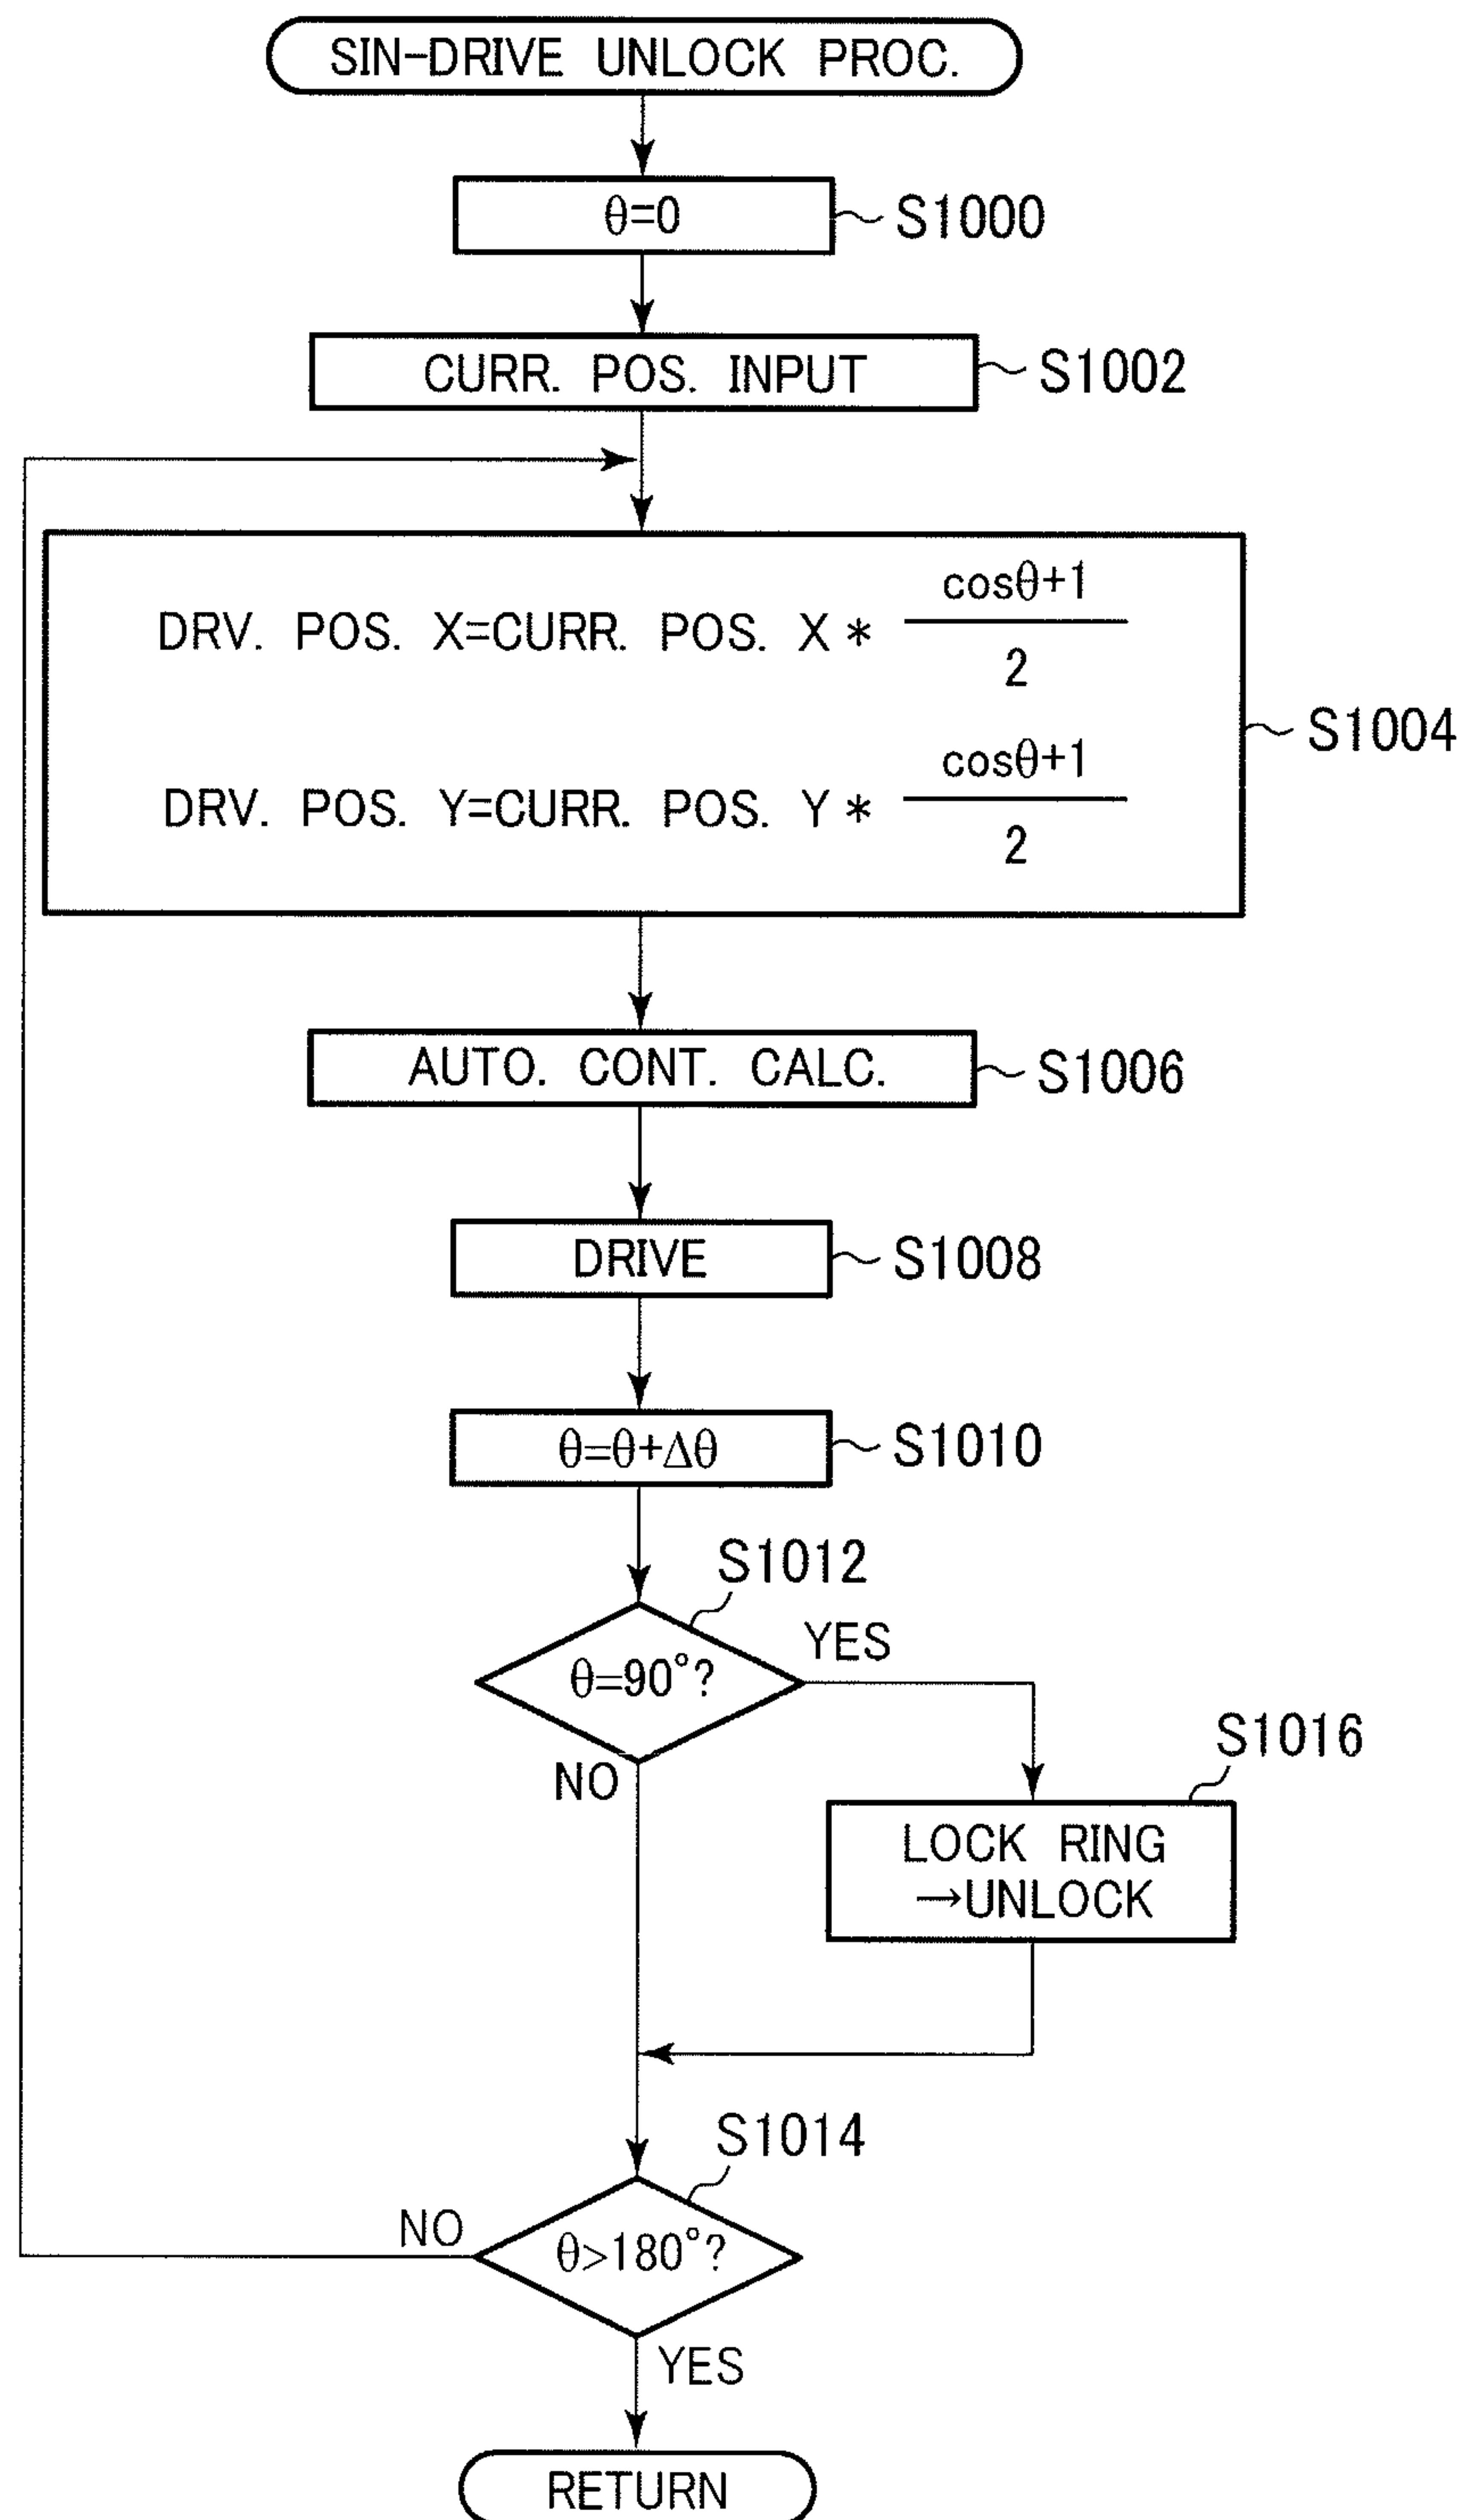 SIN-DRIVE UNLOCK PROC.
θ=0
S1000
CURR. POS. INPUT
S1002
DRV. POS. X=CURR. POS. X * cosθ+1
2
DRV. POS. Y=CURR. POS. Y * cosθ+1
2
S1004
AUTO. CONT. CALC.
S1006
DRIVE
S1008
θ=θ+Δθ
S1010
S1012
θ=90°?
YES
NO
S1016
LOCK RING
→UNLOCK
S1014
θ>180°?
NO
YES
RETURN